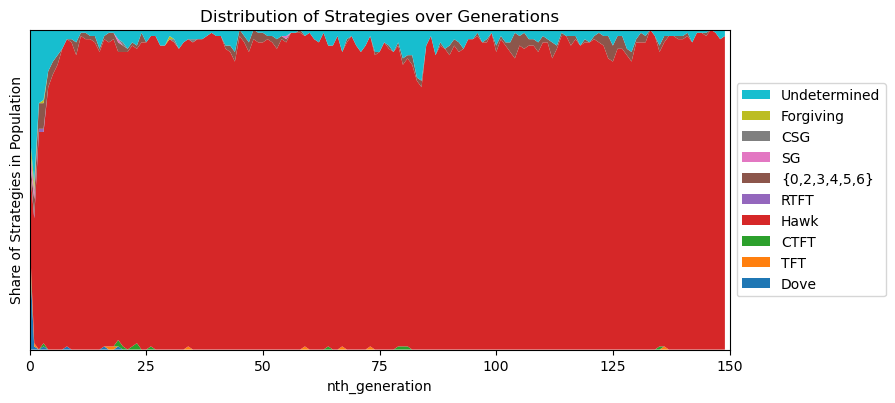 Distribution of Strategies over Generations
Share of Strategies in Population
0
25
50
75
100
125
150
nth_generation
Undetermined
Forgiving
CSG
SG
{0,2,3,4,5,6}
RTFT
Hawk
CTFT
TFT
Dove